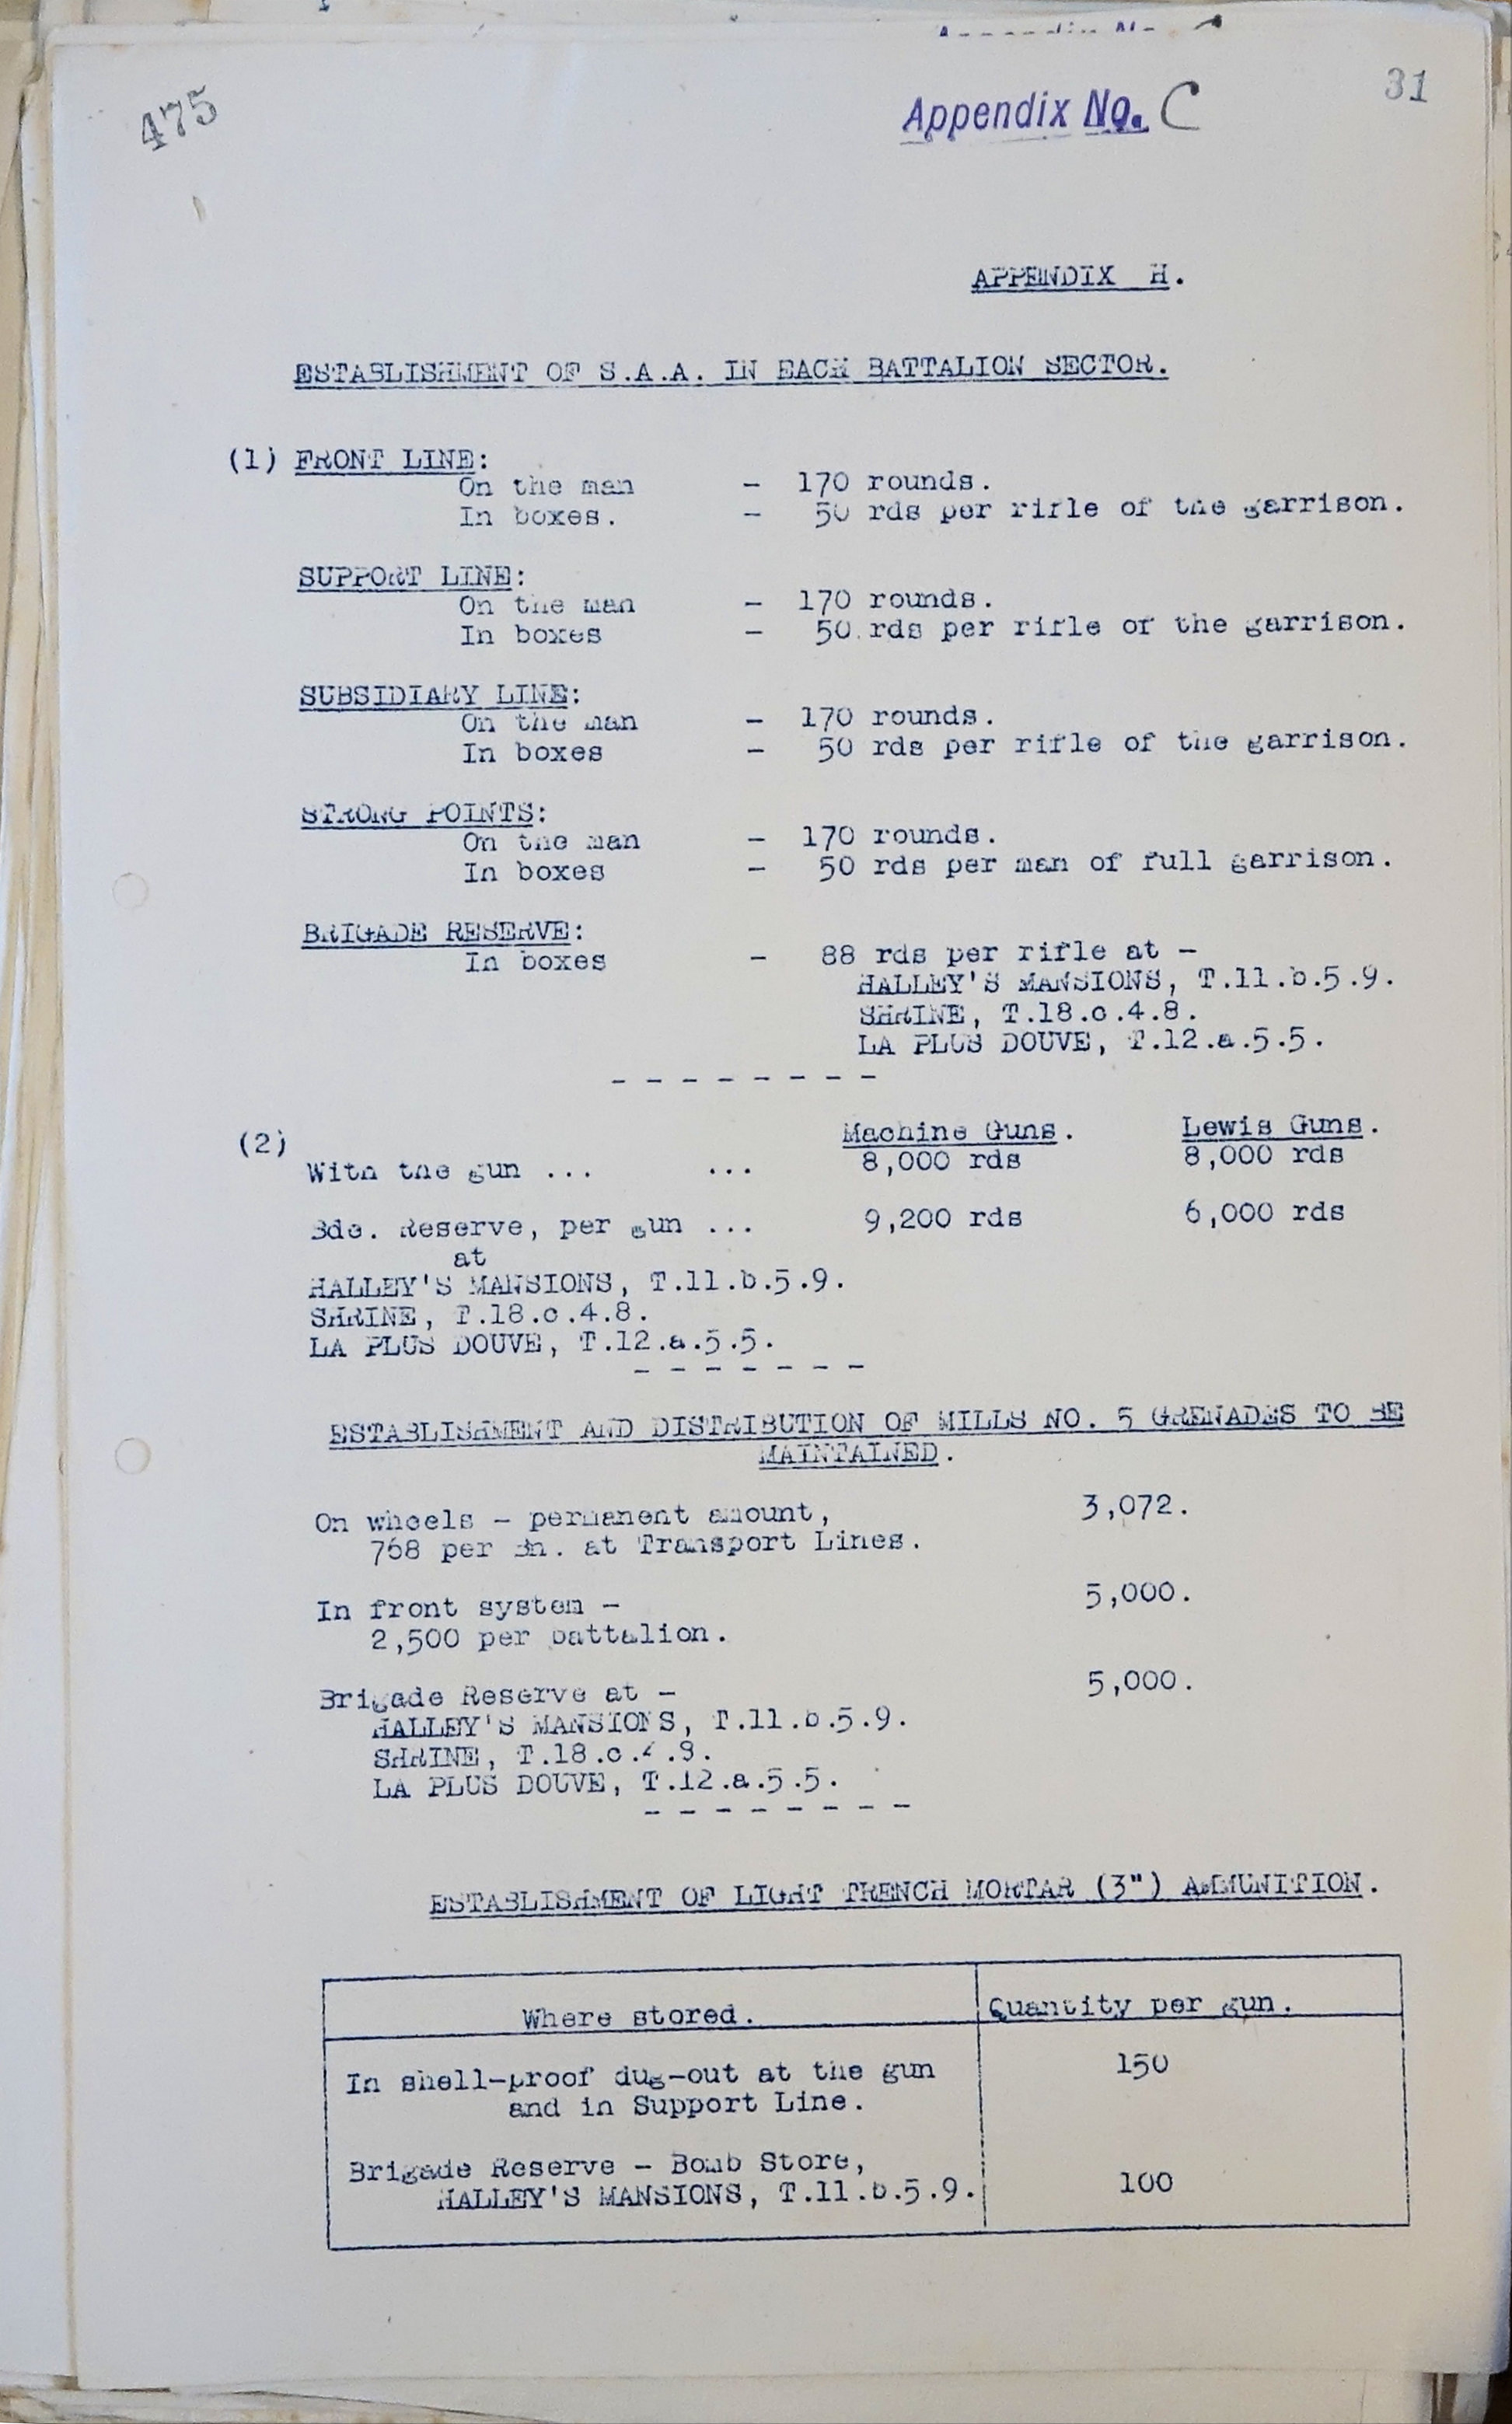 475
31
Appendix No. C
APPENDIX H.
ESTABLISHMENT OF S.A.A. IN EACH BATTALION SECTOR.
(1) FRONT LINE:
On the man - 170 rounds.
In boxes. - 50 rds per rifle of the garrison.
SUPPORT LINE:
On the man - 170 rounds.
In boxes - 50 rds per rifle of the garrison.
SUBSIDIARY LINE:
On the man - 170 rounds.
In boxes - 50 rds per rifle of the garrison.
STRONG POINTS:
On the man - 170 rounds.
In boxes - 50 rds per man of full garrison.
BRIGADE RESERVE:
In boxes - 88 rds per rifle at -
HALLEY'S MANSIONS, T.11.b.5.9.
SHRINE, T.18.c.4.8.
LA PLUS DOUVE, T.12.a.5.5.
- - - - - - - -
(2) Machine Guns. Lewis Guns.
With the gun ... ... 8,000 rds 8,000 rds
Bde. Reserve, per gun ... 9,200 rds 6,000 rds
at
HALLEY'S MANSIONS, T.11.b.5.9.
SHRINE, T.18.c.4.8.
LA PLUS DOUVE, T.12.a.5.5.
- - - - - - -
ESTABLISHMENT AND DISTRIBUTION OF MILLS NO. 5 GRENADES TO BE
MAINTAINED.
On wheels - permanent amount, 3,072.
768 per Bn. at Transport Lines.
In front system - 5,000.
2,500 per battalion.
Brigade Reserve at - 5,000.
HALLEY'S MANSIONS, T.11.b.5.9.
SHRINE, T.18.c.4.8.
LA PLUS DOUVE, T.12.a.5.5.
- - - - - - - -
ESTABLISHMENT OF LIGHT TRENCH MORTAR (3") AMMUNITION.
Where stored. Quantity per gun.
In shell-proof dug-out at the gun 150
and in Support Line.
Brigade Reserve - Bomb Store,
HALLEY'S MANSIONS, T.11.b.5.9. 100